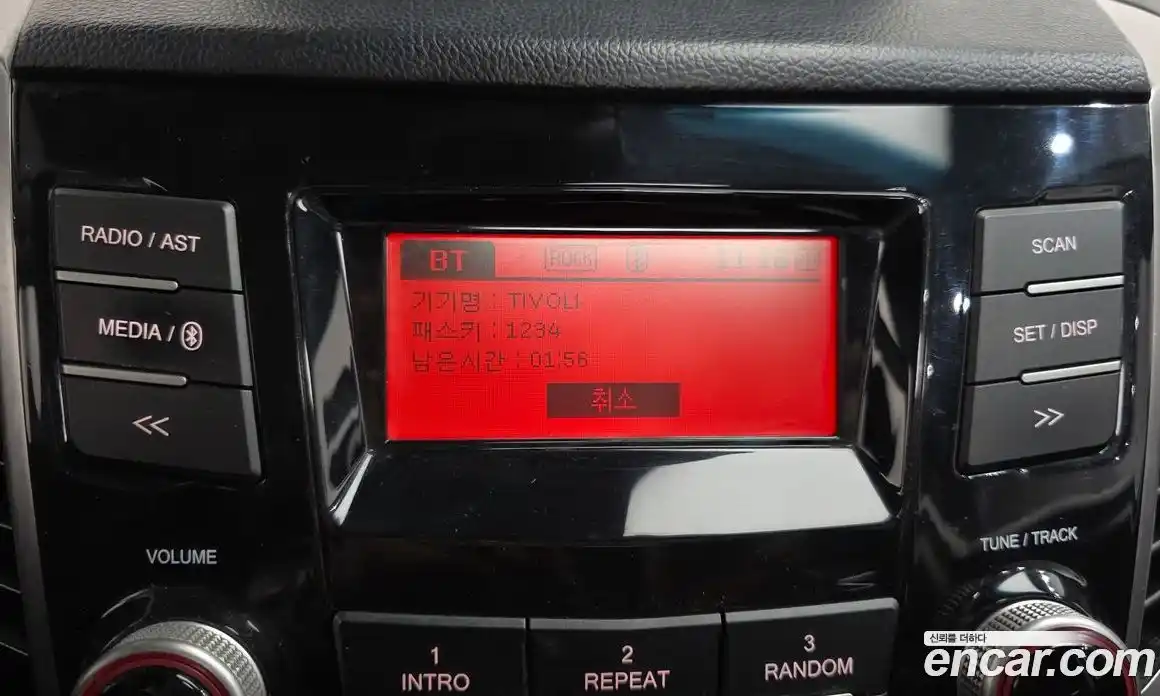 RADIO / AST
MEDIA /
<<
BT ROCK
기기명 : TIVOLI
패스키 : 1234
남은시간 : 01:56
취소
SCAN
SET / DISP
>>
VOLUME
TUNE / TRACK
1
INTRO
2
REPEAT
3
RANDOM
신뢰를 더하다
encar.com